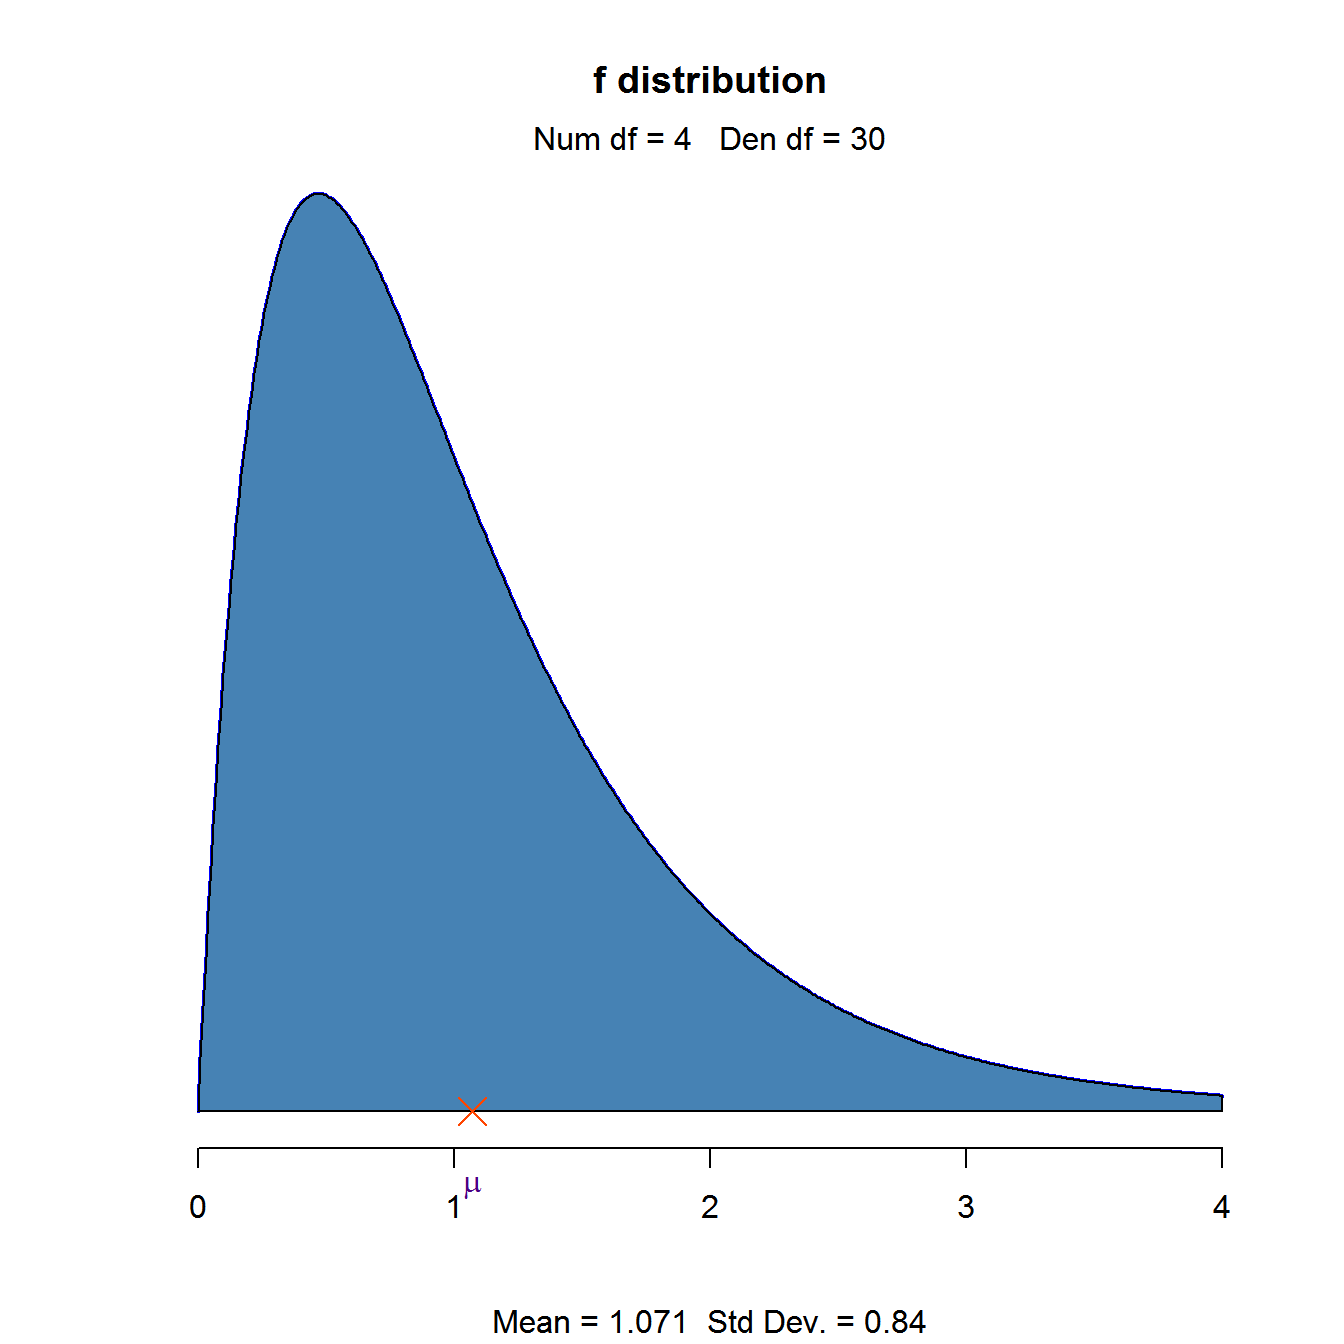 f distribution
Num df = 4   Den df = 30
μ
0 1 2 3 4
Mean = 1.071  Std Dev. = 0.84